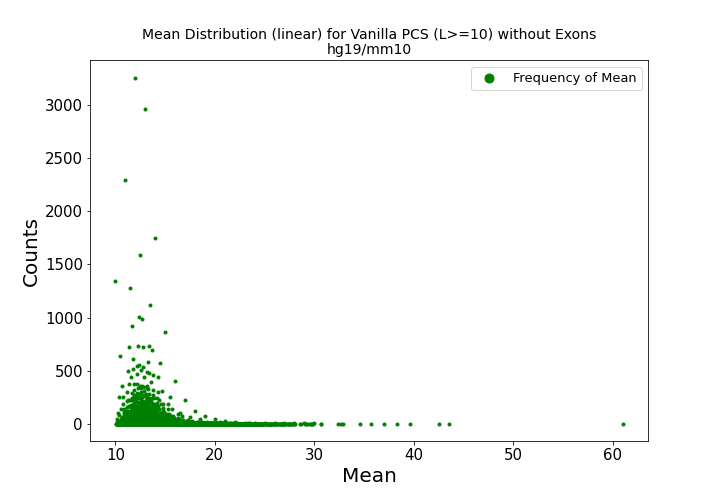 Mean Distribution (linear) for Vanilla PCS (L>=10) without Exons
hg19/mm10
Frequency of Mean
3000
2500
2000
1500
1000
500
0
Counts
10 20 30 40 50 60
Mean